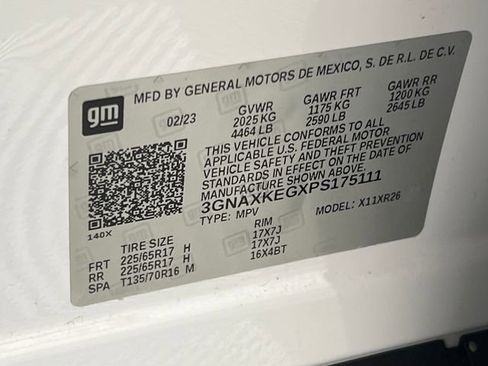 gm
MFD BY GENERAL MOTORS DE MEXICO, S. DE R.L. DE C.V.
02/23 GVWR GAWR FRT GAWR RR
2025 KG 1175 KG 1200 KG
4464 LB 2590 LB 2645 LB
THIS VEHICLE CONFORMS TO ALL
APPLICABLE U.S. FEDERAL MOTOR
VEHICLE SAFETY AND THEFT PREVENTION
STANDARDS IN EFFECT ON THE DATE OF
MANUFACTURE SHOWN ABOVE.
3GNAXKEGXPS175111
TYPE: MPV MODEL: X11XR26
140X
TIRE SIZE RIM
FRT 225/65R17 H 17X7J
RR 225/65R17 H 17X7J
SPA T135/70R16 M 16X4BT